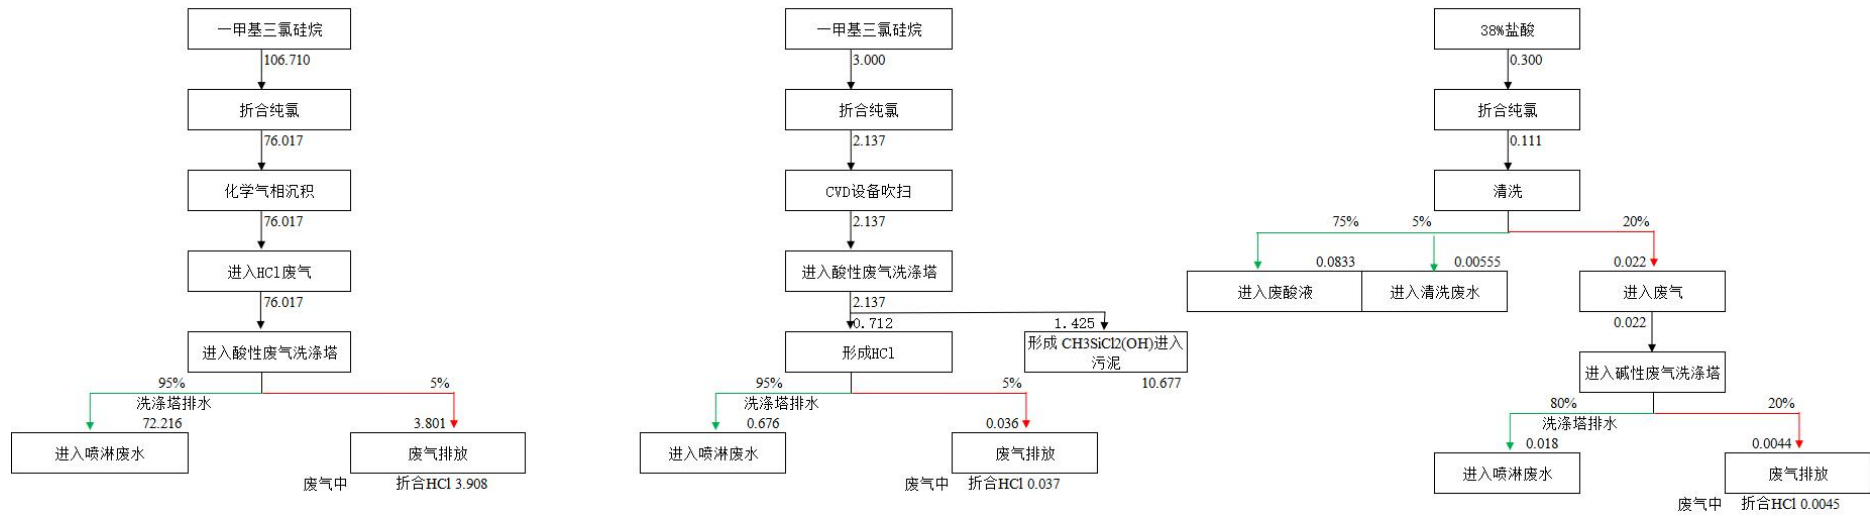 一甲基三氯硅烷
106.710
折合纯氯
76.017
化学气相沉积
76.017
进入HCl废气
76.017
进入酸性废气洗涤塔
95%
5%
洗涤塔排水
72.216
3.801
进入喷淋废水
废气排放
废气中 折合HCl 3.908
一甲基三氯硅烷
3.000
折合纯氯
2.137
CVD设备吹扫
2.137
进入酸性废气洗涤塔
2.137
0.712
1.425
形成HCl
形成 CH3SiCl2(OH)进入
污泥
10.677
95%
5%
洗涤塔排水
0.676
0.036
进入喷淋废水
废气排放
废气中 折合HCl 0.037
38%盐酸
0.300
折合纯氯
0.111
清洗
75%
5%
20%
0.0833
0.00555
0.022
进入废酸液
进入清洗废水
进入废气
0.022
进入碱性废气洗涤塔
80%
20%
洗涤塔排水
0.018
0.0044
进入喷淋废水
废气排放
废气中 折合HCl 0.0045